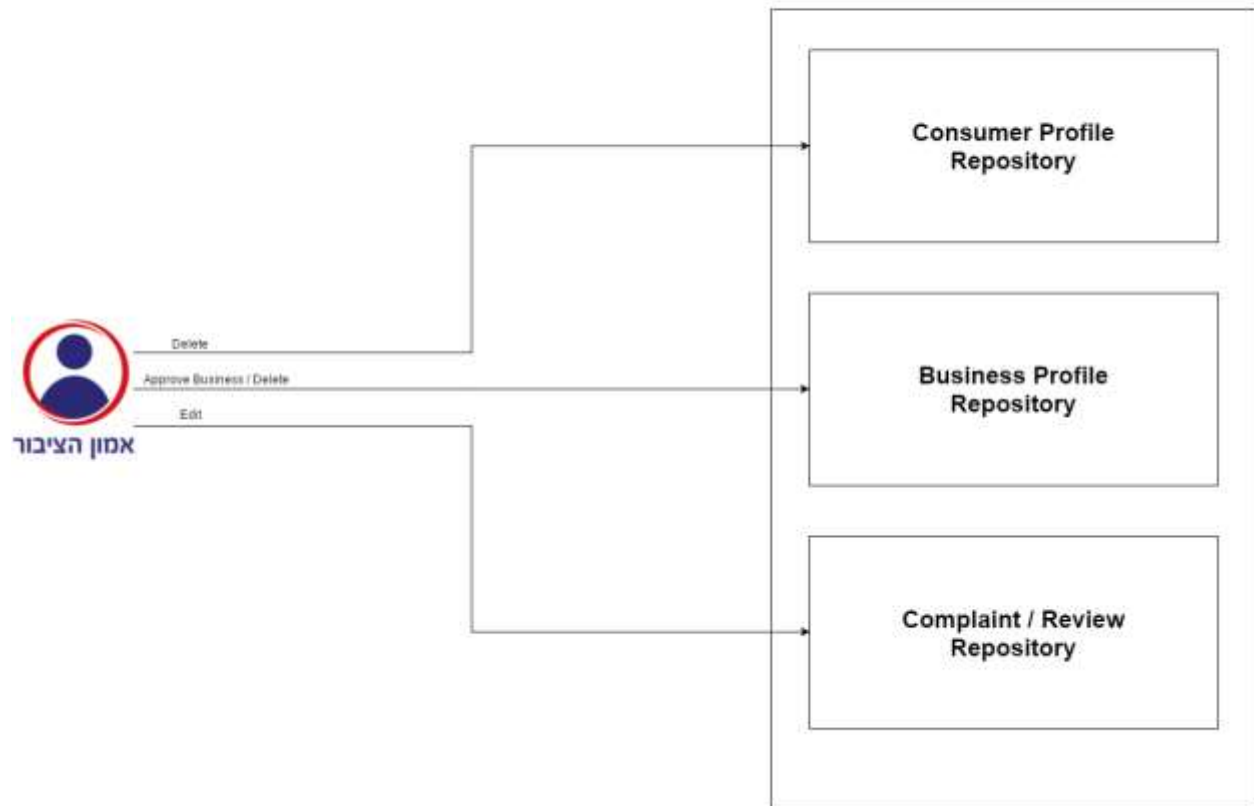 Consumer Profile
Repository
Delete
Approve Business / Delete
Edit
אמון הציבור
Business Profile
Repository
Complaint / Review
Repository